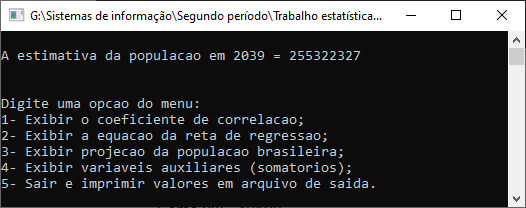 G:\Sistemas de informação\Segundo período\Trabalho estatística...
A estimativa da populacao em 2039 = 255322327
Digite uma opcao do menu:
1- Exibir o coeficiente de correlacao;
2- Exibir a equacao da reta de regressao;
3- Exibir projecao da populacao brasileira;
4- Exibir variaveis auxiliares (somatorios);
5- Sair e imprimir valores em arquivo de saida.